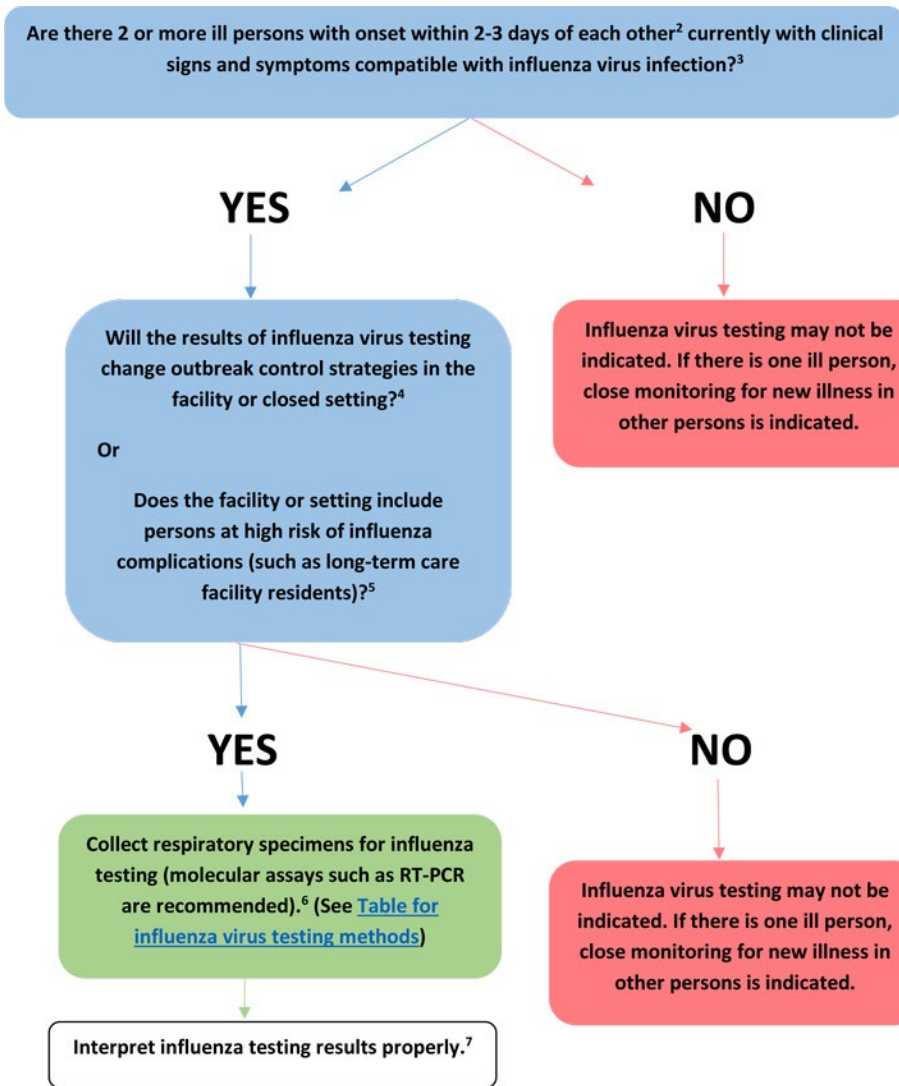 Are there 2 or more ill persons with onset within 2-3 days of each other² currently with clinical
signs and symptoms compatible with influenza virus infection?³
YES
NO
Will the results of influenza virus testing
change outbreak control strategies in the
facility or closed setting?⁴
Or
Does the facility or setting include
persons at high risk of influenza
complications (such as long-term care
facility residents)?⁵
Influenza virus testing may not be
indicated. If there is one ill person,
close monitoring for new illness in
other persons is indicated.
YES
NO
Collect respiratory specimens for influenza
testing (molecular assays such as RT-PCR
are recommended).⁶ (See Table for
influenza virus testing methods)
Influenza virus testing may not be
indicated. If there is one ill person,
close monitoring for new illness in
other persons is indicated.
Interpret influenza testing results properly.⁷